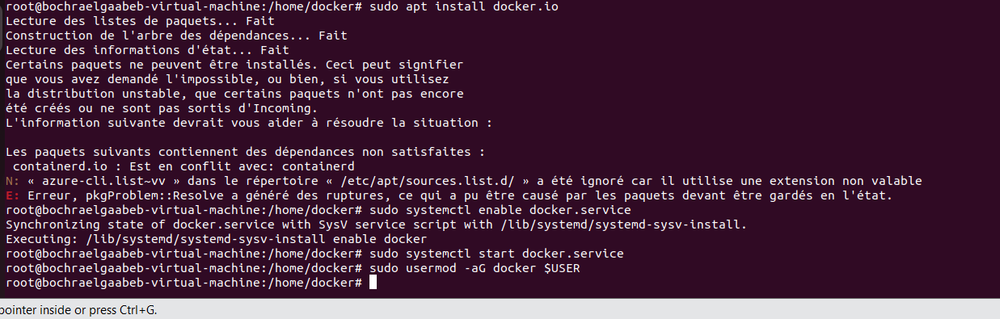 root@bochraelgaabeb-virtual-machine:/home/docker# sudo apt install docker.io
Lecture des listes de paquets... Fait
Construction de l'arbre des dépendances... Fait
Lecture des informations d'état... Fait
Certains paquets ne peuvent être installés. Ceci peut signifier
que vous avez demandé l'impossible, ou bien, si vous utilisez
la distribution unstable, que certains paquets n'ont pas encore
été créés ou ne sont pas sortis d'Incoming.
L'information suivante devrait vous aider à résoudre la situation :

Les paquets suivants contiennent des dépendances non satisfaites :
 containerd.io : Est en conflit avec: containerd
N: « azure-cli.list~vv » dans le répertoire « /etc/apt/sources.list.d/ » a été ignoré car il utilise une extension non valable
E: Erreur, pkgProblem::Resolve a généré des ruptures, ce qui a pu être causé par les paquets devant être gardés en l'état.
root@bochraelgaabeb-virtual-machine:/home/docker# sudo systemctl enable docker.service
Synchronizing state of docker.service with SysV service script with /lib/systemd/systemd-sysv-install.
Executing: /lib/systemd/systemd-sysv-install enable docker
root@bochraelgaabeb-virtual-machine:/home/docker# sudo systemctl start docker.service
root@bochraelgaabeb-virtual-machine:/home/docker# sudo usermod -aG docker $USER
root@bochraelgaabeb-virtual-machine:/home/docker#
pointer inside or press Ctrl+G.